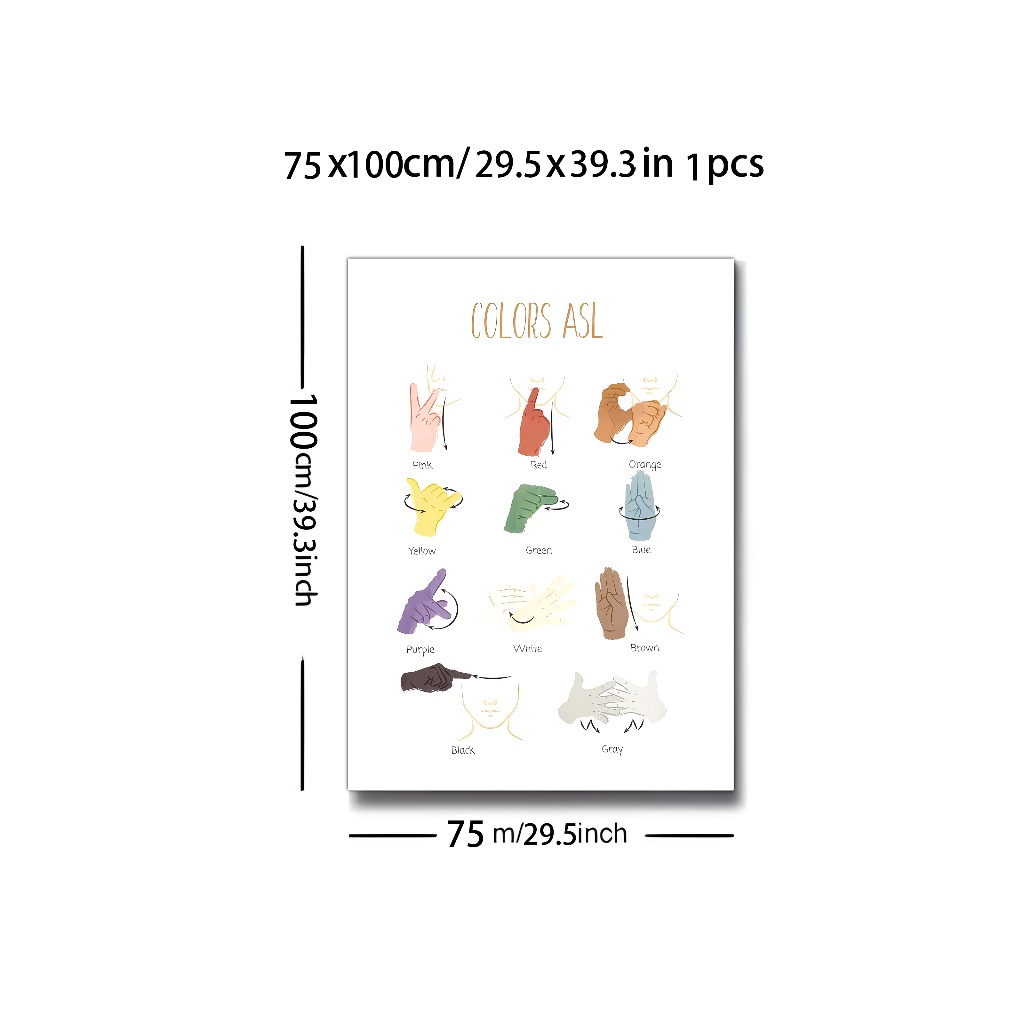 75x100cm/29.5x39.3in 1pcs
100cm/39.3inch
COLORS ASL
Pink Red Orange
Yellow Green Blue
Purple White Brown
Black Gray
75 m/29.5inch